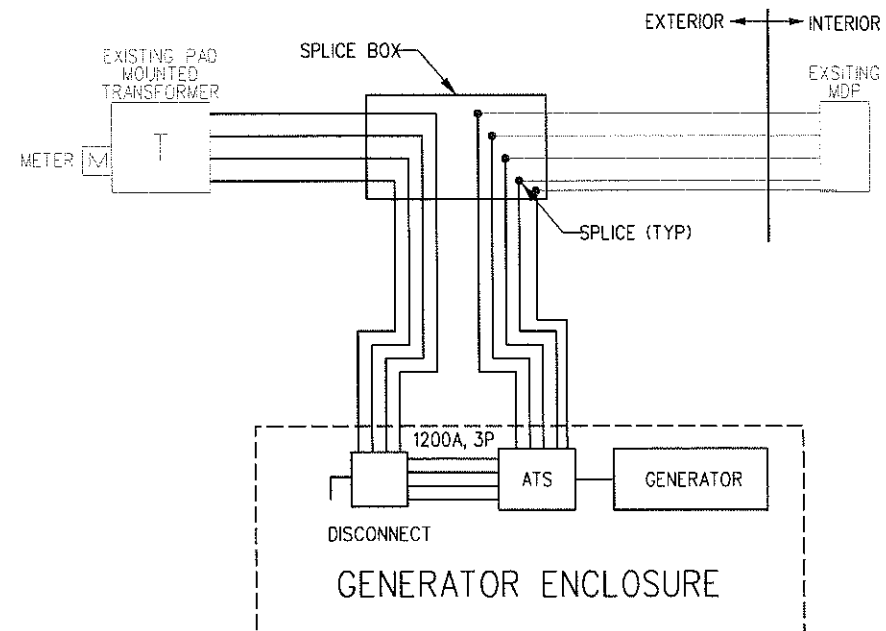 EXTERIOR
INTERIOR
SPLICE BOX
EXISTING PAD
MOUNTED
TRANSFORMER
EXSITING
MDP
METER
M
T
SPLICE (TYP)
1200A, 3P
ATS
GENERATOR
DISCONNECT
GENERATOR ENCLOSURE